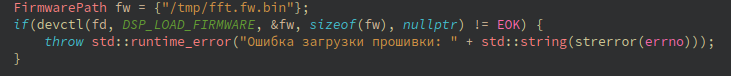 FirmwarePath fw = {"/tmp/fft.fw.bin"};
if(devctl(fd, DSP_LOAD_FIRMWARE, &fw, sizeof(fw), nullptr) != EOK) {
    throw std::runtime_error("Ошибка загрузки прошивки: " + std::string(strerror(errno)));
}